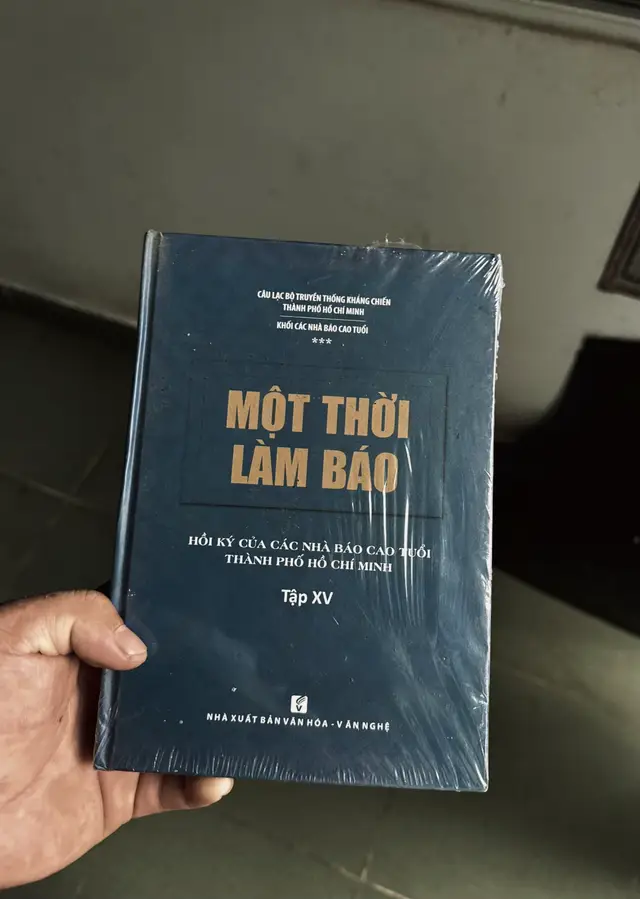 CÂU LẠC BỘ TRUYỀN THỐNG KHÁNG CHIẾN
THÀNH PHỐ HỒ CHÍ MINH
KHỐI CÁC NHÀ BÁO CAO TUỔI
***
MỘT THỜI
LÀM BÁO
HỒI KÝ CỦA CÁC NHÀ BÁO CAO TUỔI
THÀNH PHỐ HỒ CHÍ MINH
Tập XV
V
NHÀ XUẤT BẢN VĂN HÓA - VĂN NGHỆ